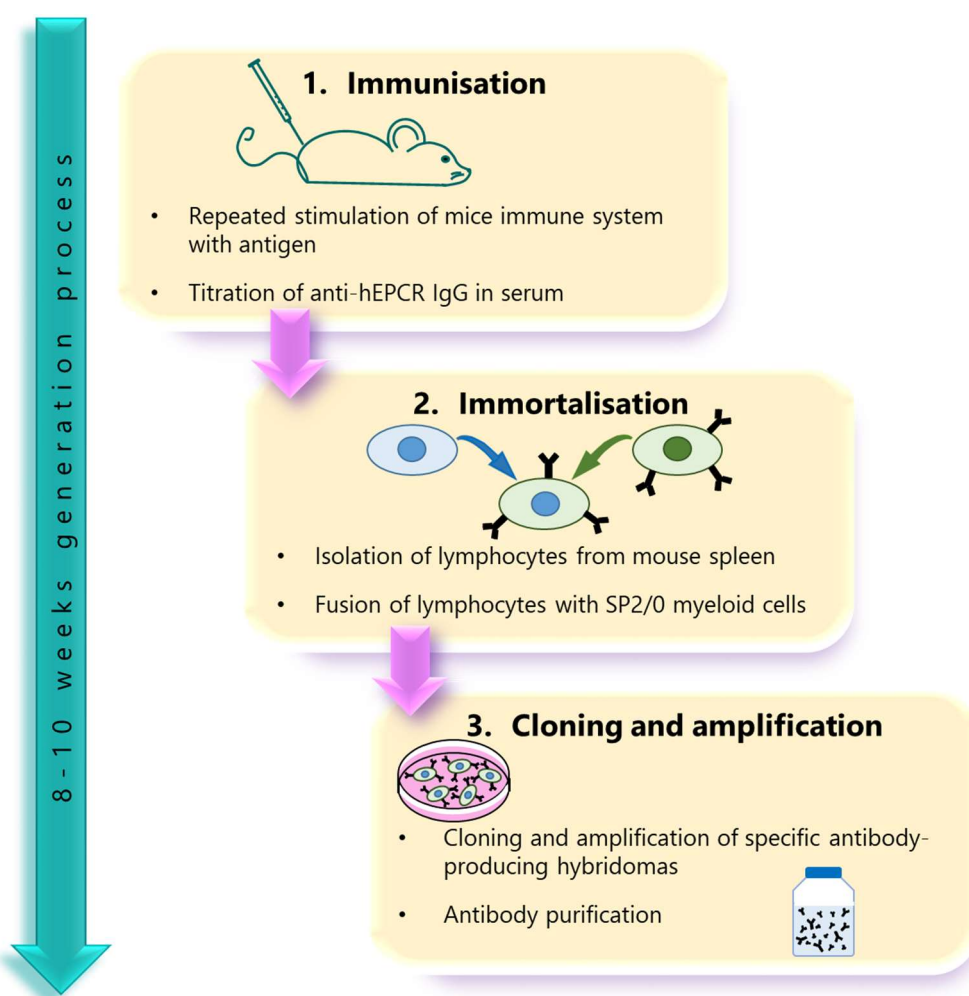 8-10 weeks generation process
1. Immunisation
• Repeated stimulation of mice immune system
with antigen
• Titration of anti-hEPCR IgG in serum
2. Immortalisation
• Isolation of lymphocytes from mouse spleen
• Fusion of lymphocytes with SP2/0 myeloid cells
3. Cloning and amplification
• Cloning and amplification of specific antibody-
producing hybridomas
• Antibody purification